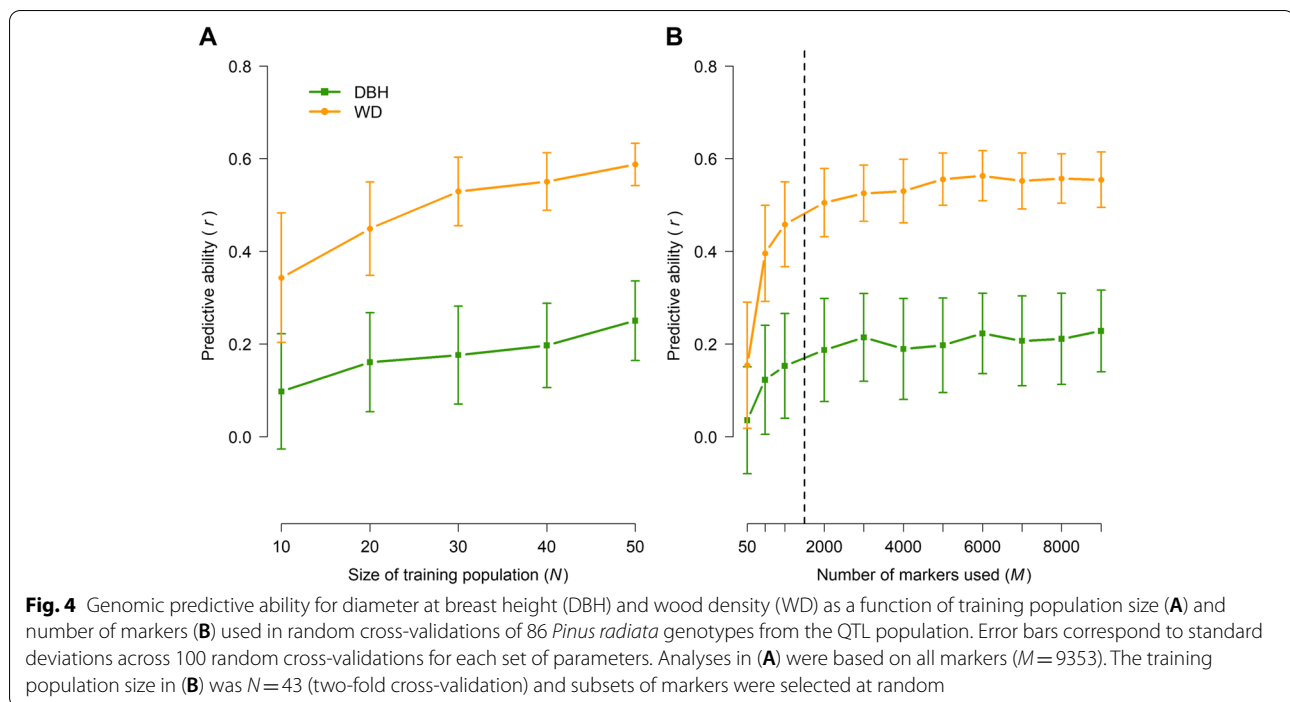 A
B
0.8
0.6
0.4
0.2
0.0
Predictive ability (r)
DBH
WD
10 20 30 40 50
Size of training population (N)
0.8
0.6
0.4
0.2
0.0
Predictive ability (r)
50 2000 4000 6000 8000
Number of markers used (M)
Fig. 4 Genomic predictive ability for diameter at breast height (DBH) and wood density (WD) as a function of training population size (A) and
number of markers (B) used in random cross-validations of 86 Pinus radiata genotypes from the QTL population. Error bars correspond to standard
deviations across 100 random cross-validations for each set of parameters. Analyses in (A) were based on all markers (M = 9353). The training
population size in (B) was N = 43 (two-fold cross-validation) and subsets of markers were selected at random